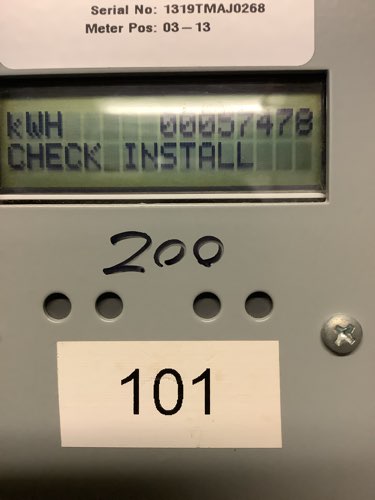 Serial No: 1319TMAJ0268
Meter Pos: 03-13
kWH 00057478
CHECK INSTALL
200
101